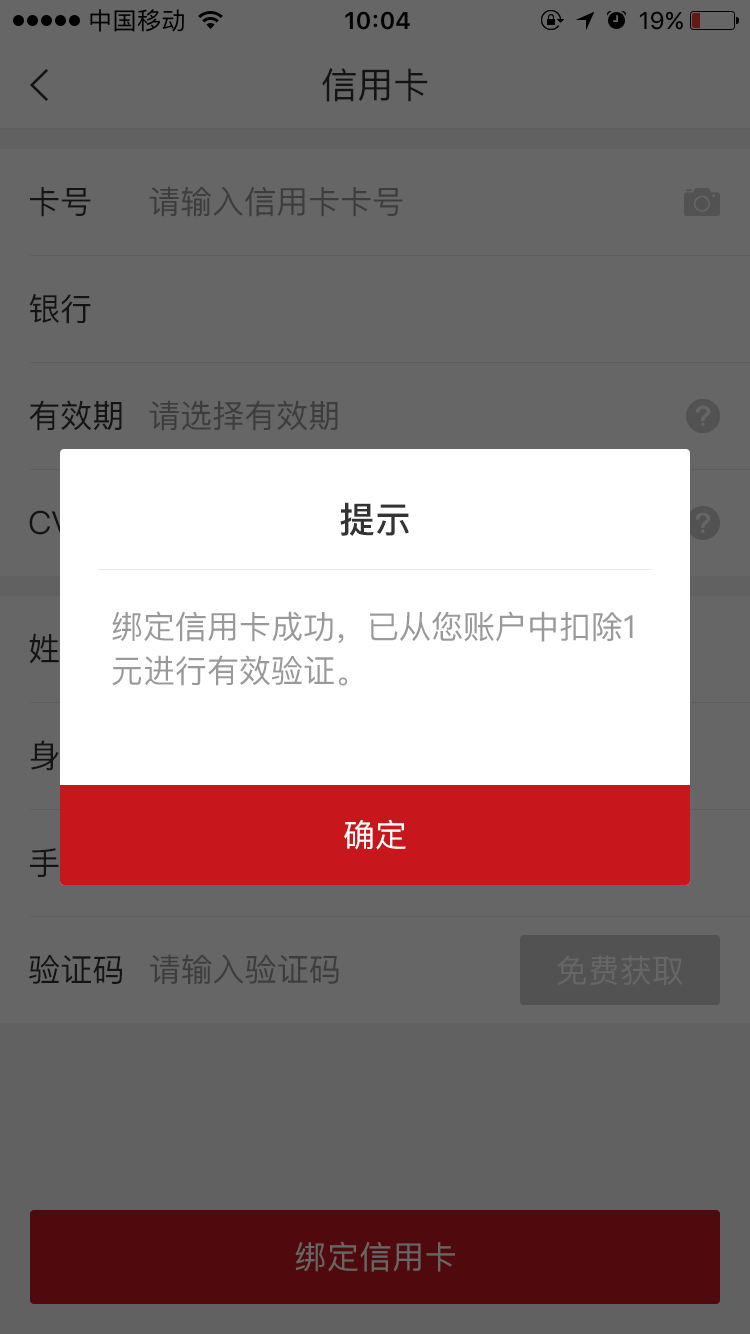 中国移动 10:04 19%
信用卡
卡号 请输入信用卡卡号
银行
有效期 请选择有效期 ?
CV ?
提示
绑定信用卡成功，已从您账户中扣除1
元进行有效验证。
姓
身
手
确定
验证码 请输入验证码 免费获取
绑定信用卡